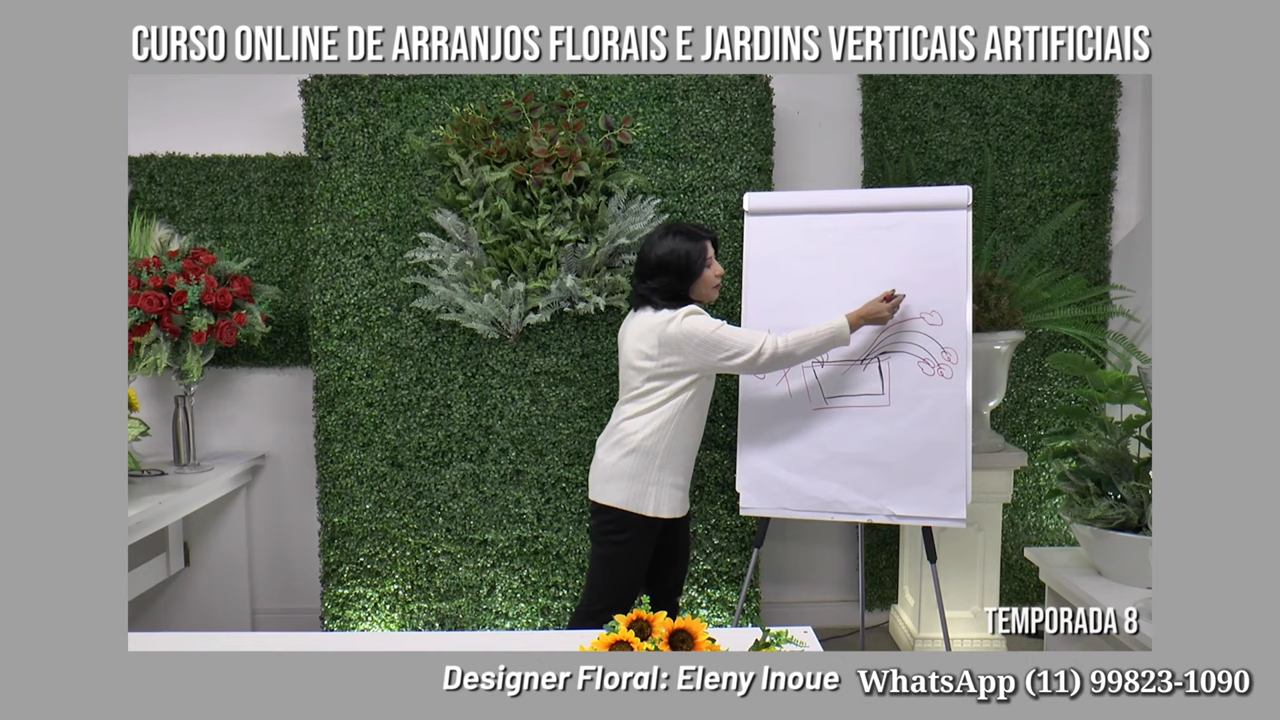 CURSO ONLINE DE ARRANJOS FLORAIS E JARDINS VERTICAIS ARTIFICIAIS
TEMPORADA 8
Designer Floral: Eleny Inoue
WhatsApp (11) 99823-1090